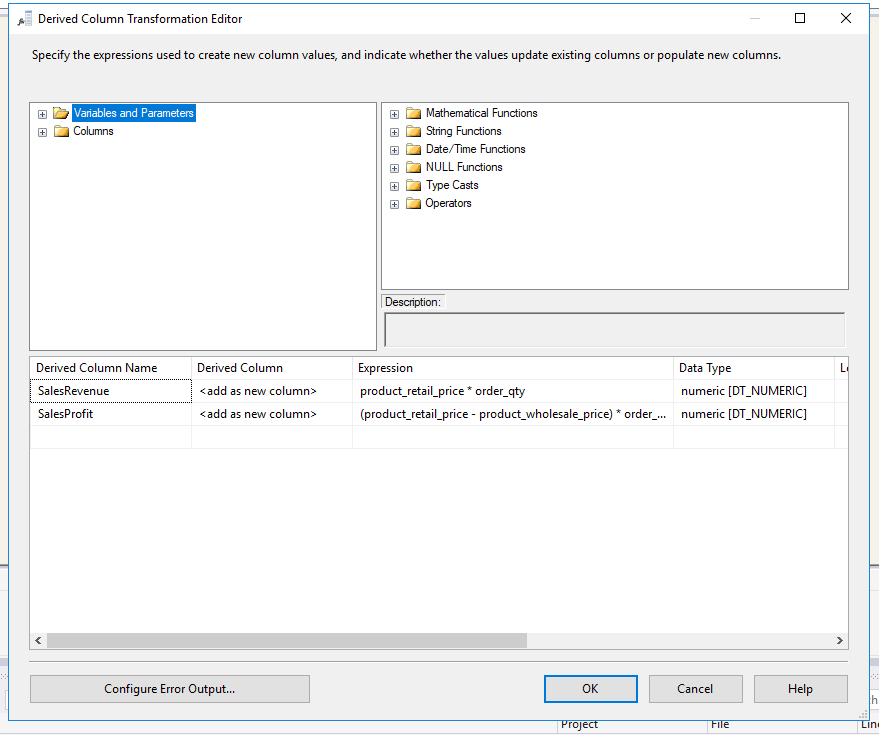 Derived Column Transformation Editor
Specify the expressions used to create new column values, and indicate whether the values update existing columns or populate new columns.
Variables and Parameters
Columns
Mathematical Functions
String Functions
Date/Time Functions
NULL Functions
Type Casts
Operators
Description:
Derived Column Name Derived Column Expression Data Type
SalesRevenue <add as new column> product_retail_price * order_qty numeric [DT_NUMERIC]
SalesProfit <add as new column> (product_retail_price - product_wholesale_price) * order_... numeric [DT_NUMERIC]
Configure Error Output... OK Cancel Help
Project File